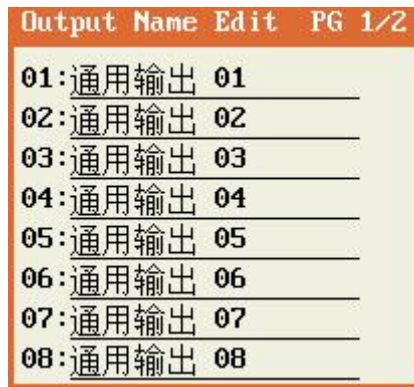 Output Name Edit PG 1/2
01:通用输出 01
02:通用输出 02
03:通用输出 03
04:通用输出 04
05:通用输出 05
06:通用输出 06
07:通用输出 07
08:通用输出 08